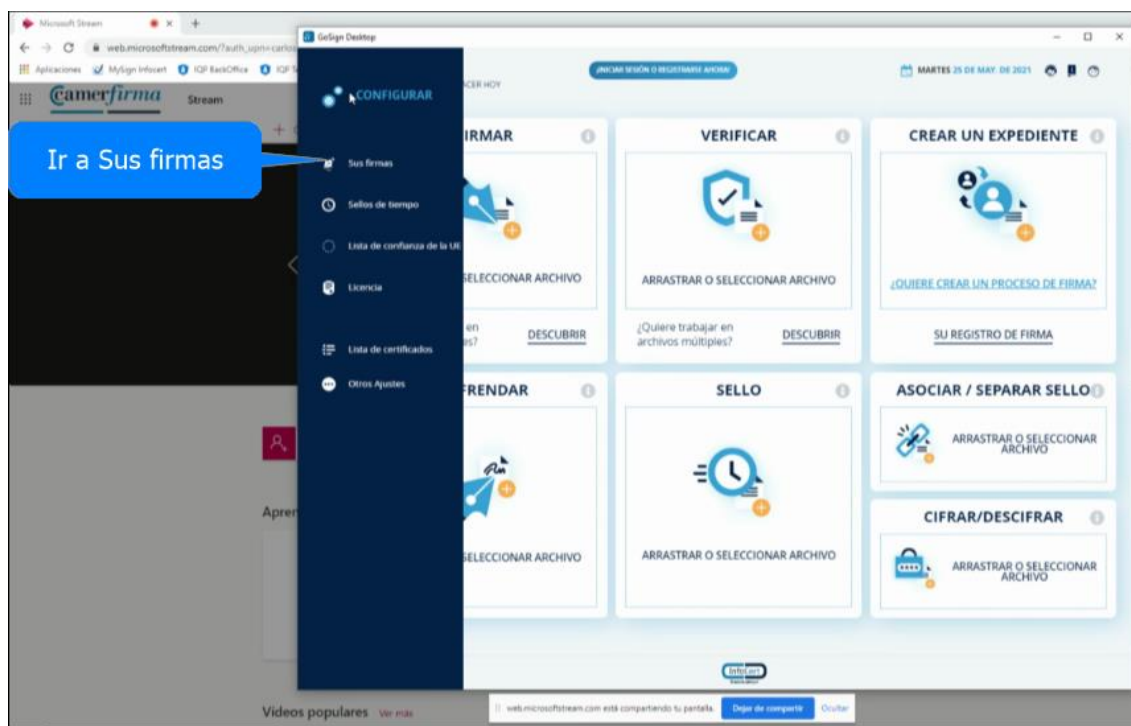 Microsoft Stream
GoSign Desktop
web.microsoftstream.com/?auth_upn=carlos
Aplicaciones
MySign Infocert
IQP BackOffice
camerfirma
Stream
CONFIGURAR
CER HOY
¡INICIAR SESIÓN O REGISTRARSE AHORA!
MARTES 25 DE MAY. DE 2021
Ir a Sus firmas
Sus firmas
Sellos de tiempo
Lista de confianza de la UE
Licencia
Lista de certificados
Otros Ajustes
IRMAR
SELECCIONAR ARCHIVO
en
es?
DESCUBRIR
VERIFICAR
ARRASTRAR O SELECCIONAR ARCHIVO
¿Quiere trabajar en
archivos múltiples?
DESCUBRIR
CREAR UN EXPEDIENTE
¿QUIERE CREAR UN PROCESO DE FIRMA?
SU REGISTRO DE FIRMA
FRENDAR
SELECCIONAR ARCHIVO
SELLO
ARRASTRAR O SELECCIONAR ARCHIVO
ASOCIAR / SEPARAR SELLO
ARRASTRAR O SELECCIONAR
ARCHIVO
CIFRAR/DESCIFRAR
ARRASTRAR O SELECCIONAR
ARCHIVO
Apren
InfoCert
Vídeos populares
Ver más
web.microsoftstream.com está compartiendo tu pantalla.
Dejar de compartir
Ocultar